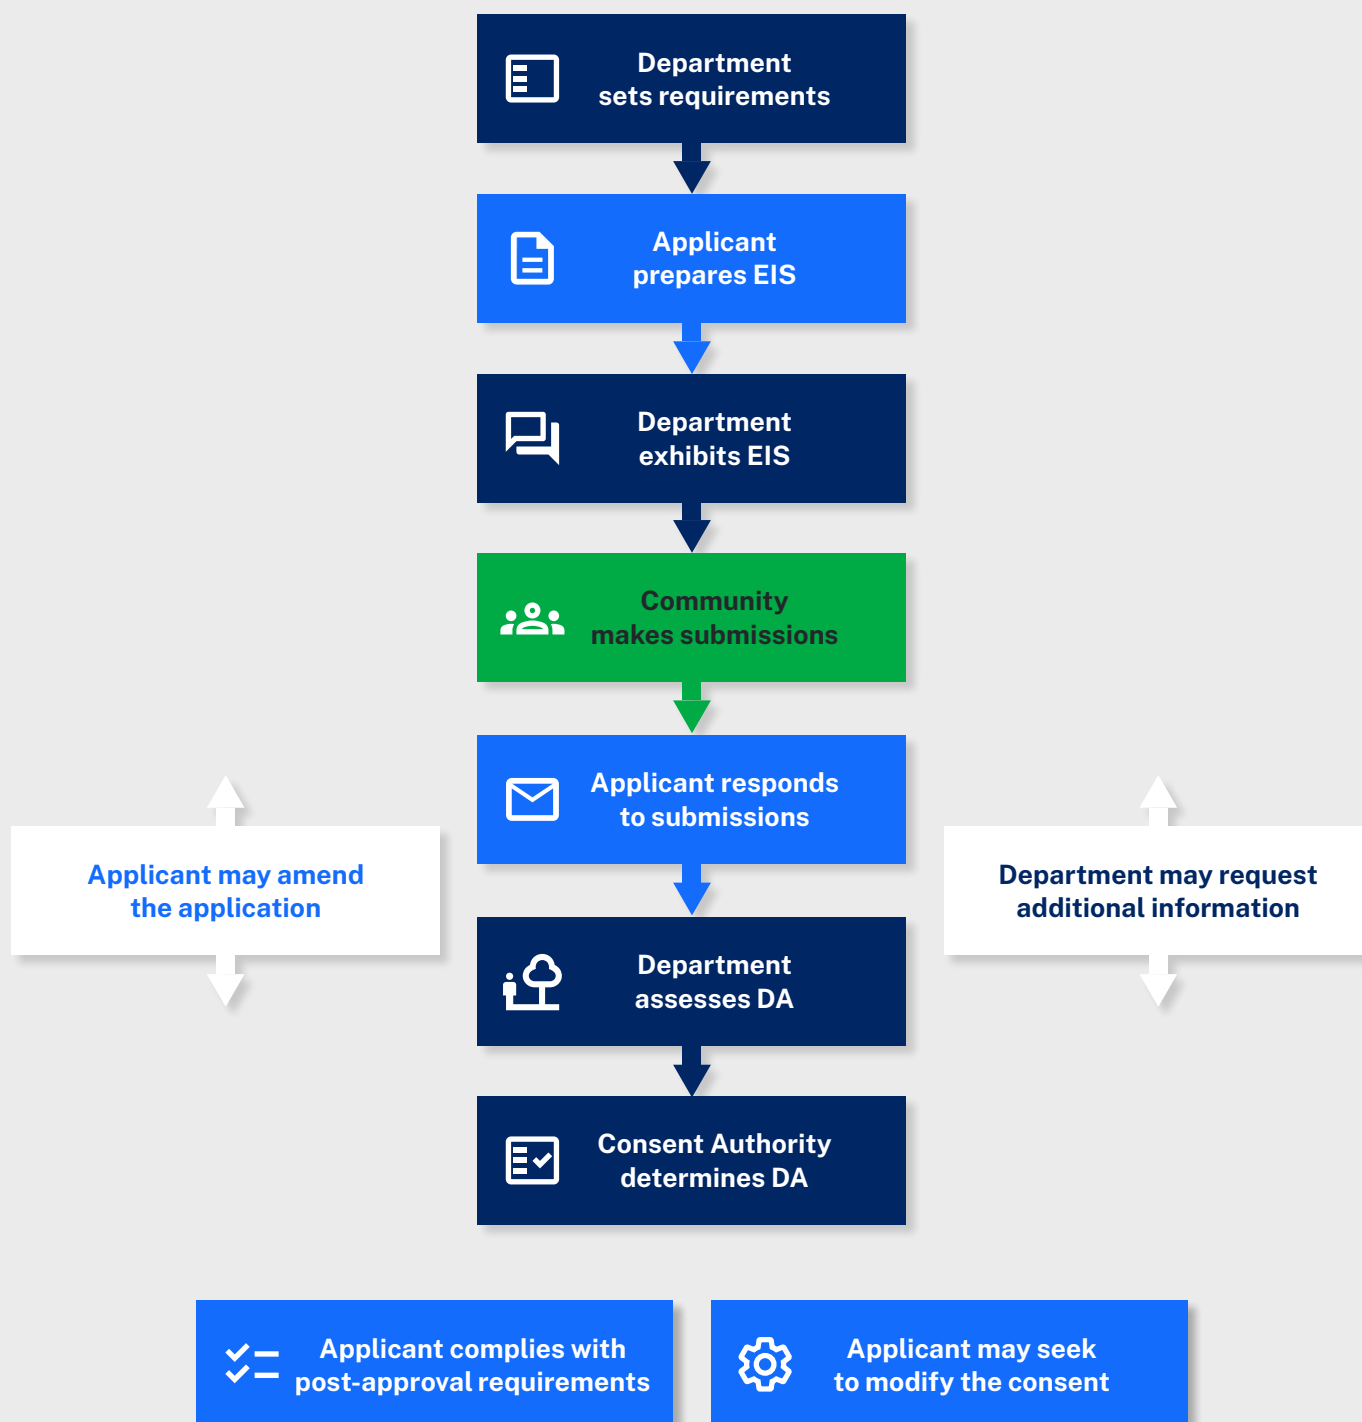 Department
sets requirements
Applicant
prepares EIS
Department
exhibits EIS
Community
makes submissions
Applicant responds
to submissions
Applicant may amend
the application
Department may request
additional information
Department
assesses DA
Consent Authority
determines DA
Applicant complies with
post-approval requirements
Applicant may seek
to modify the consent